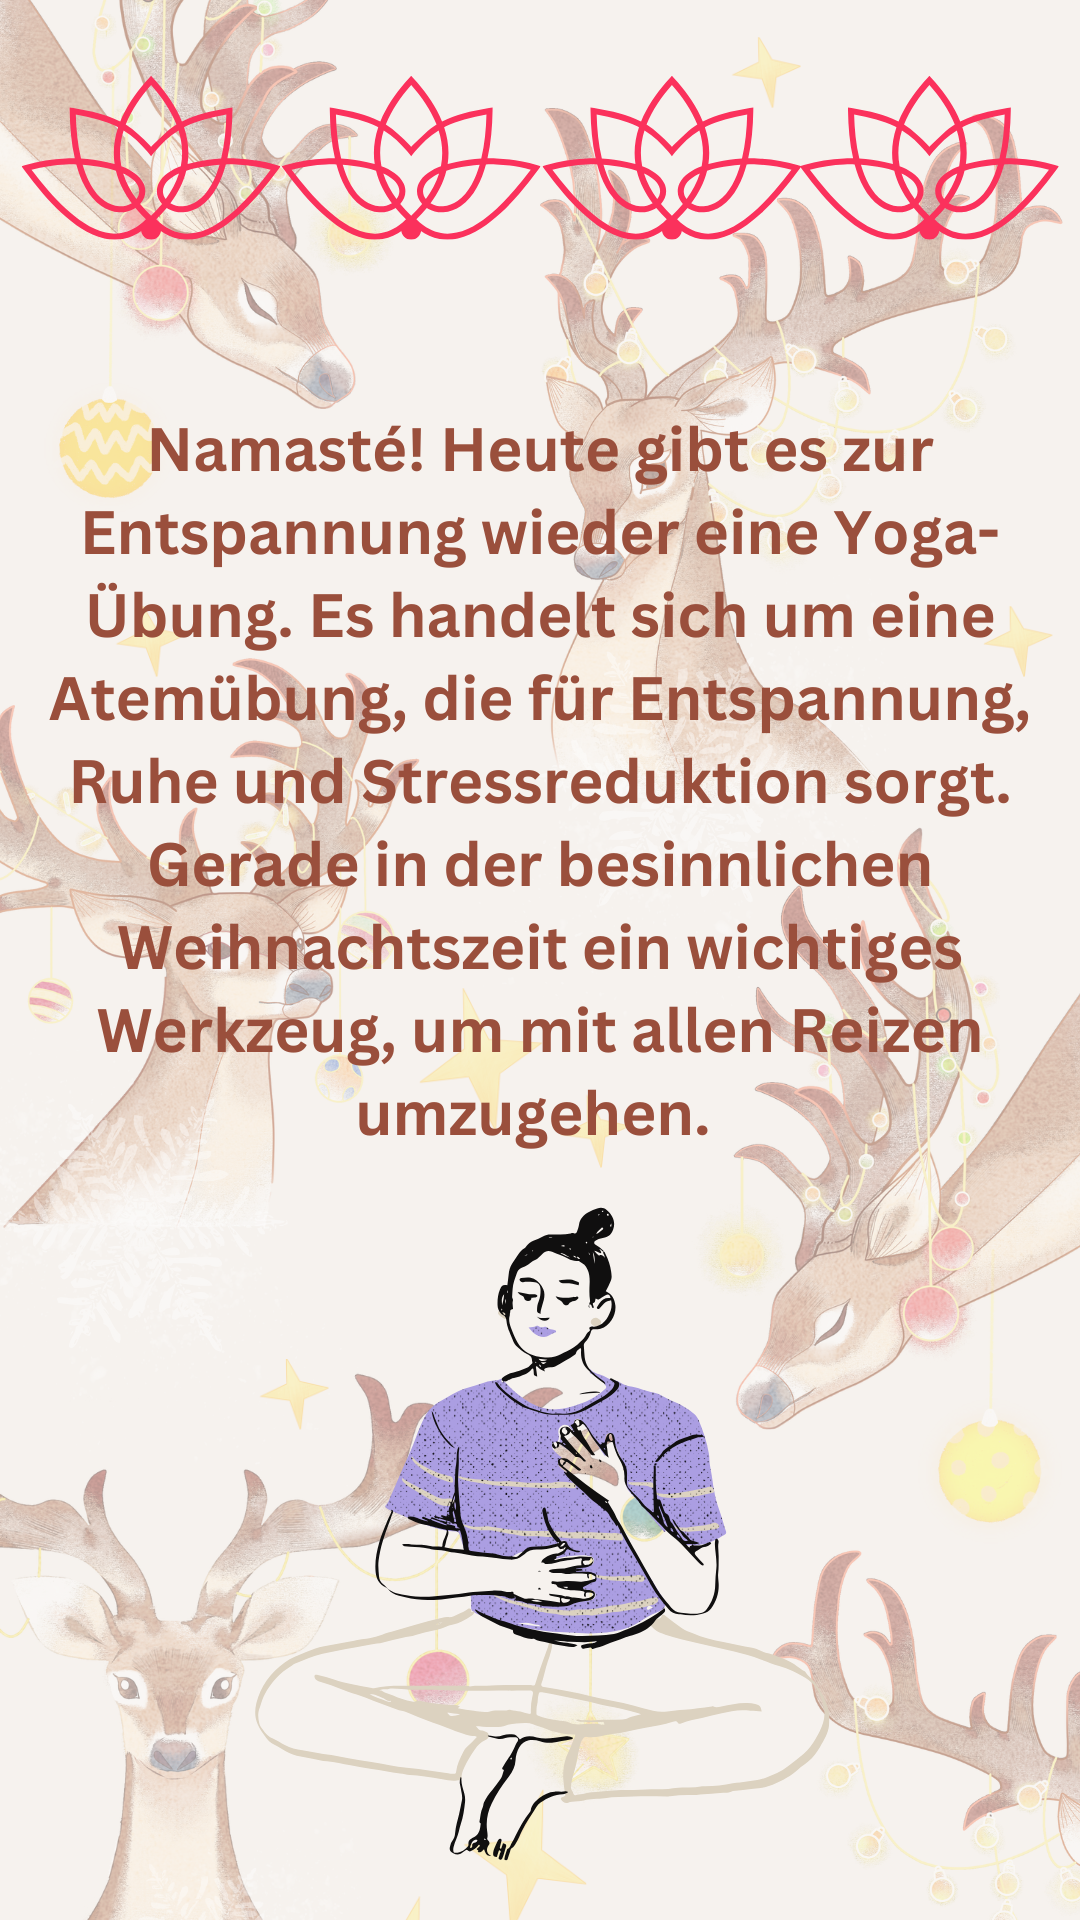 Namasté! Heute gibt es zur
Entspannung wieder eine Yoga-
Übung. Es handelt sich um eine
Atemübung, die für Entspannung,
Ruhe und Stressreduktion sorgt.
Gerade in der besinnlichen
Weihnachtszeit ein wichtiges
Werkzeug, um mit allen Reizen
umzugehen.